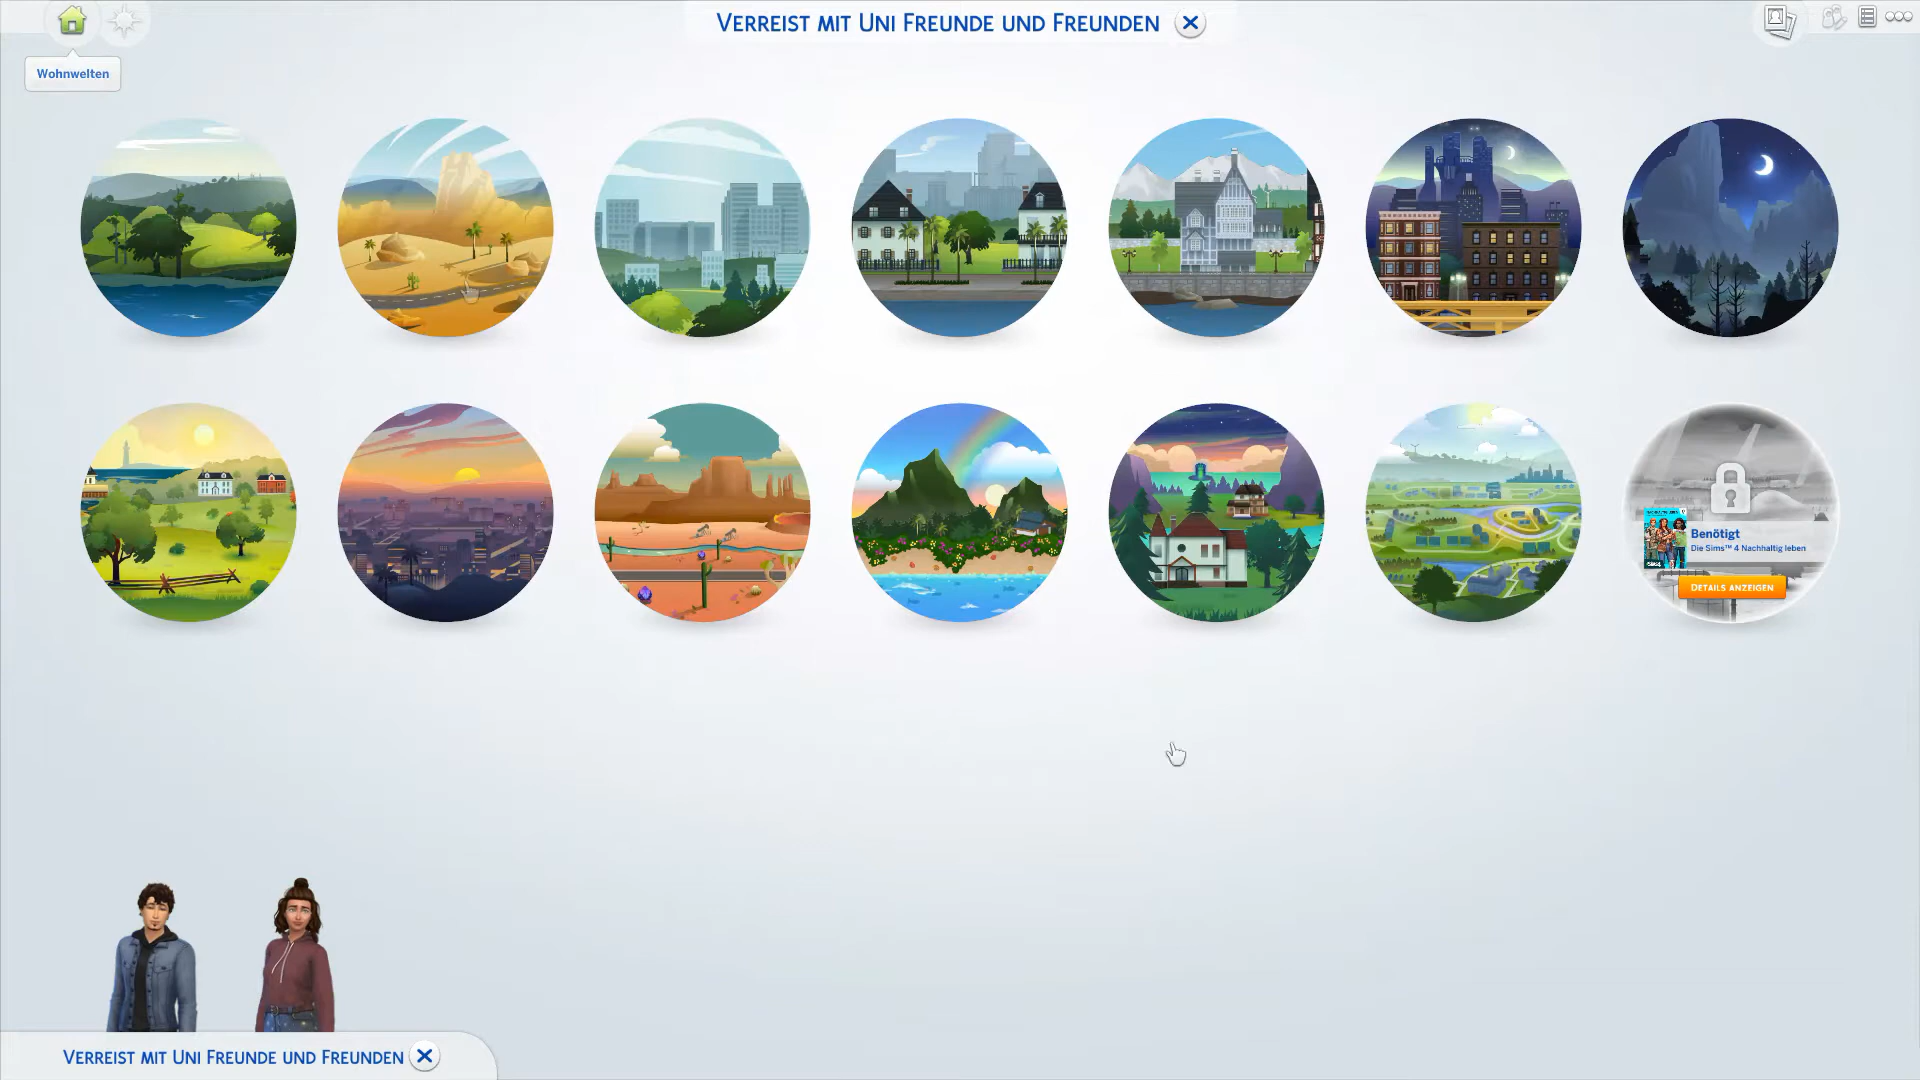 Verreist mit Uni Freunde und Freunden
Wohnwelten
Benötigt
Die Sims™ 4 Nachhaltig leben
DETAILS ANZEIGEN
Verreist mit Uni Freunde und Freunden